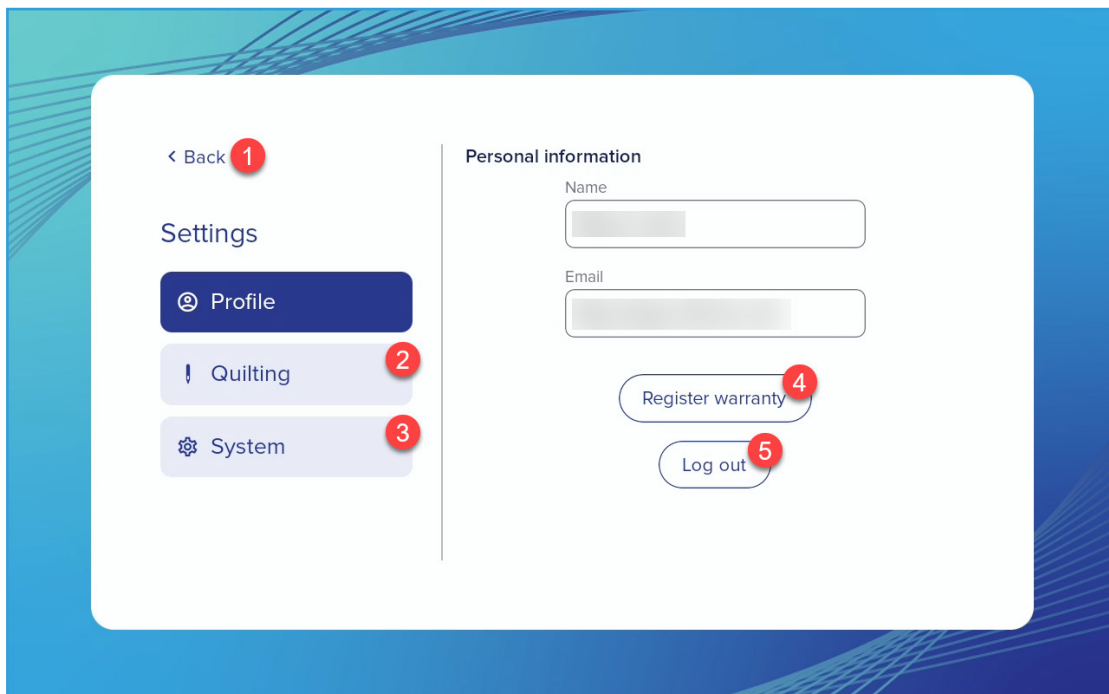 Back 1
Settings
Profile
Quilting 2
System 3
Personal information
Name
Email
Register warranty 4
Log out 5